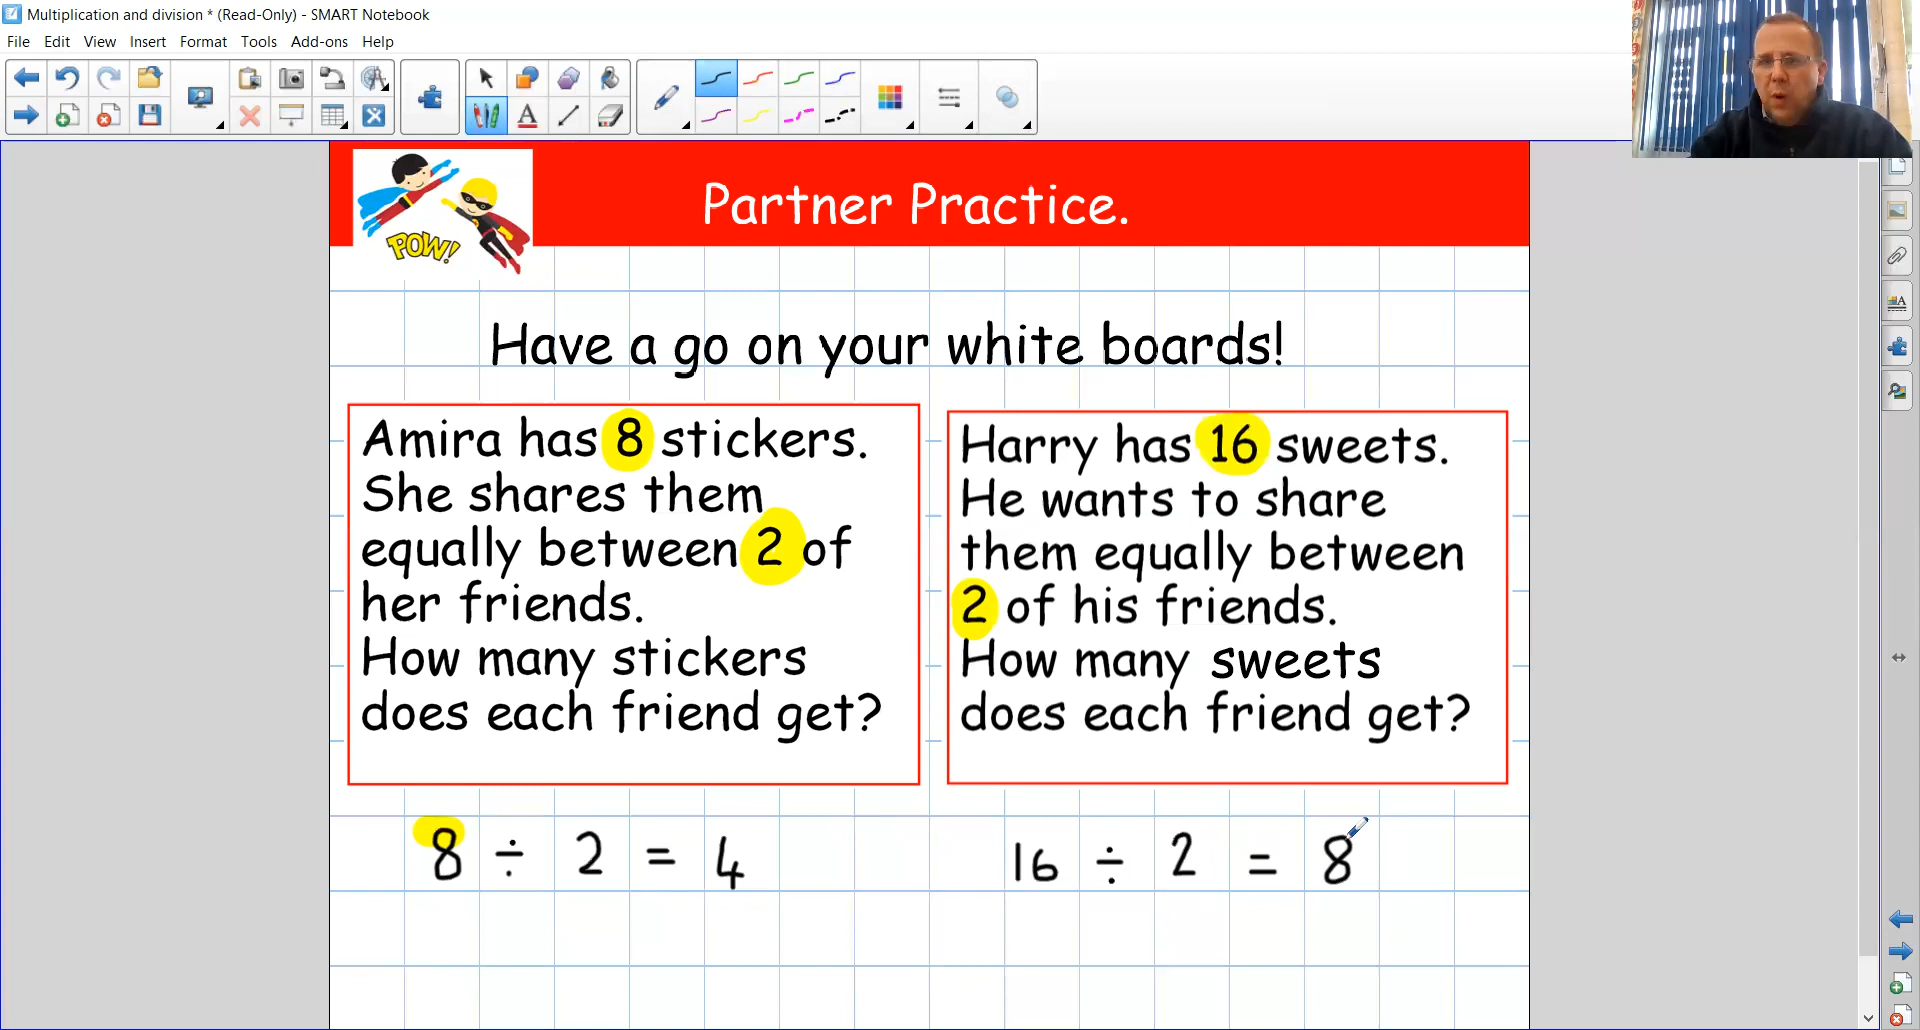 Multiplication and division * (Read-Only) - SMART Notebook
File Edit View Insert Format Tools Add-ons Help
POW!
Partner Practice.
Have a go on your white boards!
Amira has 8 stickers.
She shares them
equally between 2 of
her friends.
How many stickers
does each friend get?
Harry has 16 sweets.
He wants to share
them equally between
2 of his friends.
How many sweets
does each friend get?
8 ÷ 2 = 4
16 ÷ 2 = 8